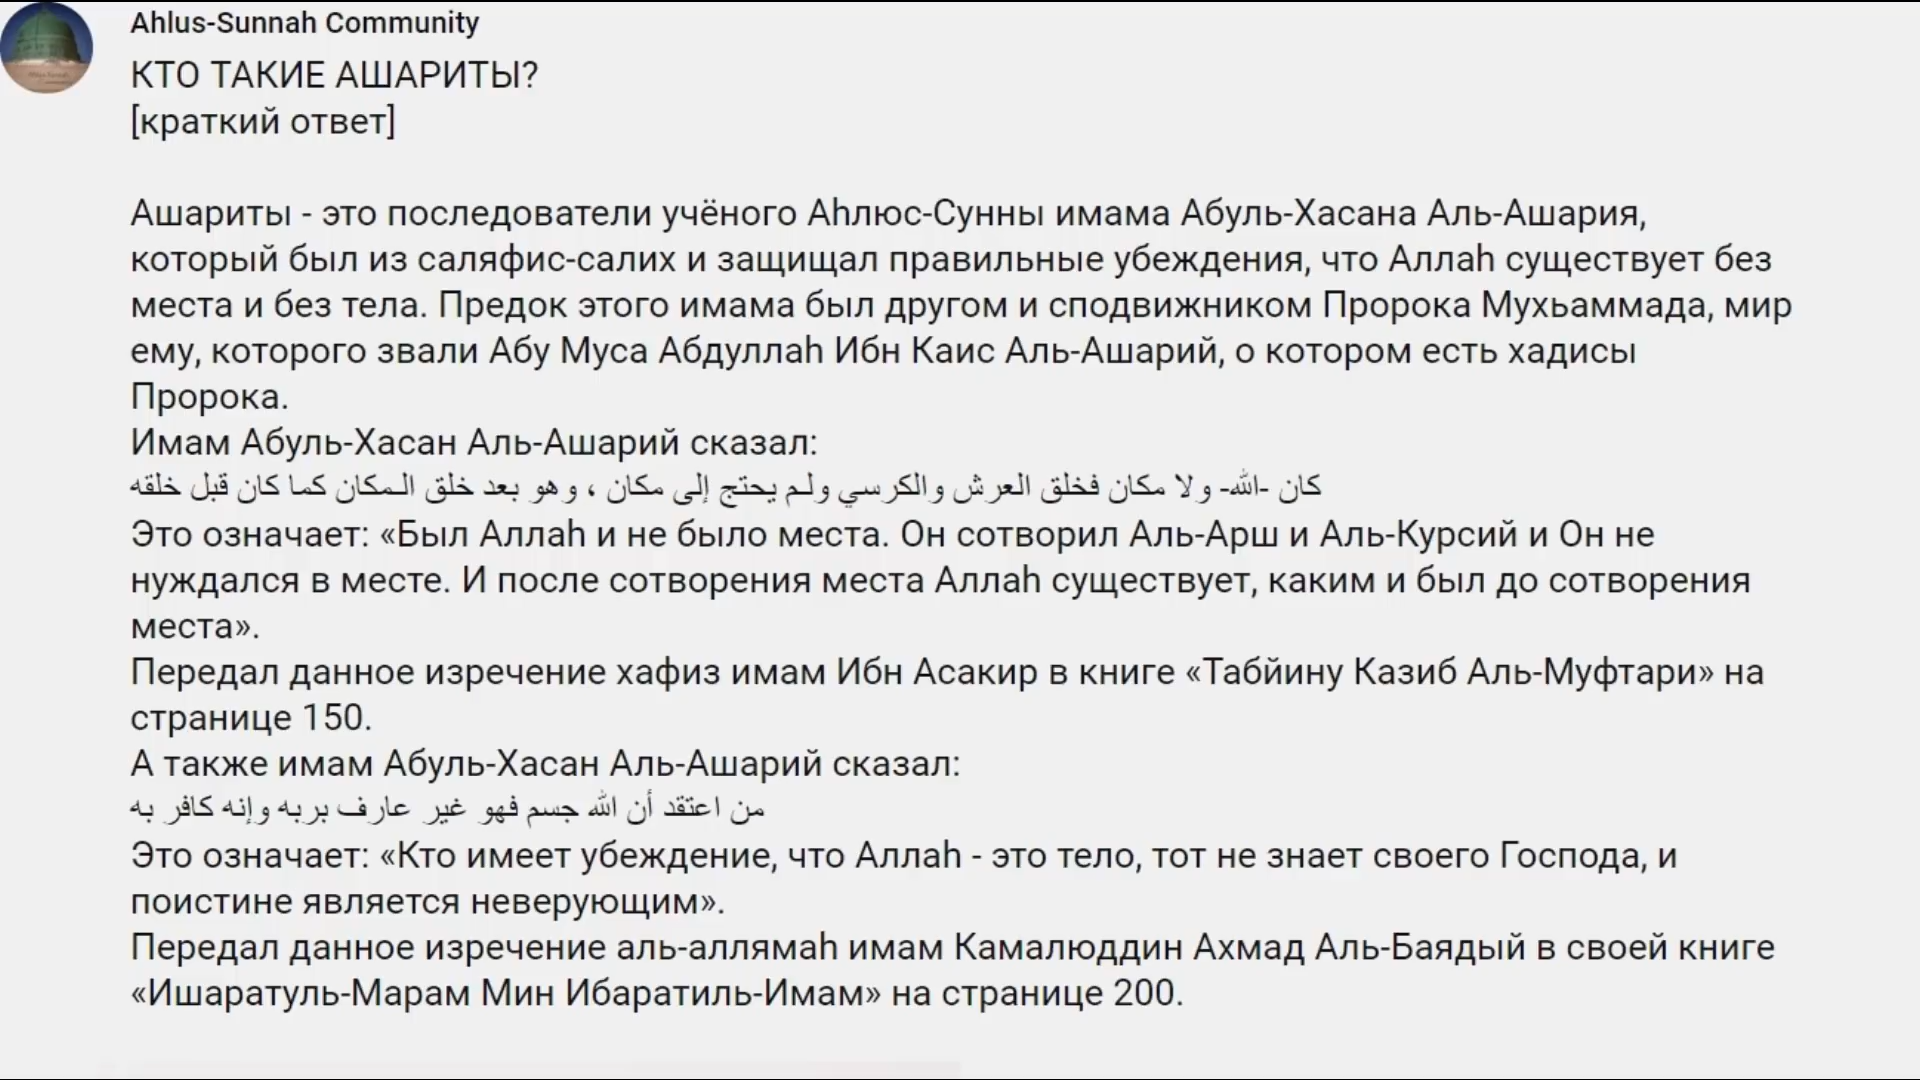 Ahlus-Sunnah Community
КТО ТАКИЕ АШАРИТЫ?
[краткий ответ]
Ашариты - это последователи учёного Аһлюс-Сунны имама Абуль-Хасана Аль-Ашария,
который был из саляфис-салих и защищал правильные убеждения, что Аллаһ существует без
места и без тела. Предок этого имама был другом и сподвижником Пророка Мухьаммада, мир
ему, которого звали Абу Муса Абдуллаһ Ибн Каис Аль-Ашарий, о котором есть хадисы
Пророка.
Имам Абуль-Хасан Аль-Ашарий сказал:
كان -الله- ولا مكان فخلق العرش والكرسي ولـم يحتج إلى مكان ، وهو بعد خلق الـمكان كما كان قبل خلقه
Это означает: «Был Аллаһ и не было места. Он сотворил Аль-Арш и Аль-Курсий и Он не
нуждался в месте. И после сотворения места Аллаһ существует, каким и был до сотворения
места».
Передал данное изречение хафиз имам Ибн Асакир в книге «Табйину Казиб Аль-Муфтари» на
странице 150.
А также имам Абуль-Хасан Аль-Ашарий сказал:
من اعتقد أن الله جسم فهو غير عارف بربه وإنه كافر به
Это означает: «Кто имеет убеждение, что Аллаһ - это тело, тот не знает своего Господа, и
поистине является неверующим».
Передал данное изречение аль-аллямаһ имам Камалюддин Ахмад Аль-Баядый в своей книге
«Ишаратуль-Марам Мин Ибаратиль-Имам» на странице 200.